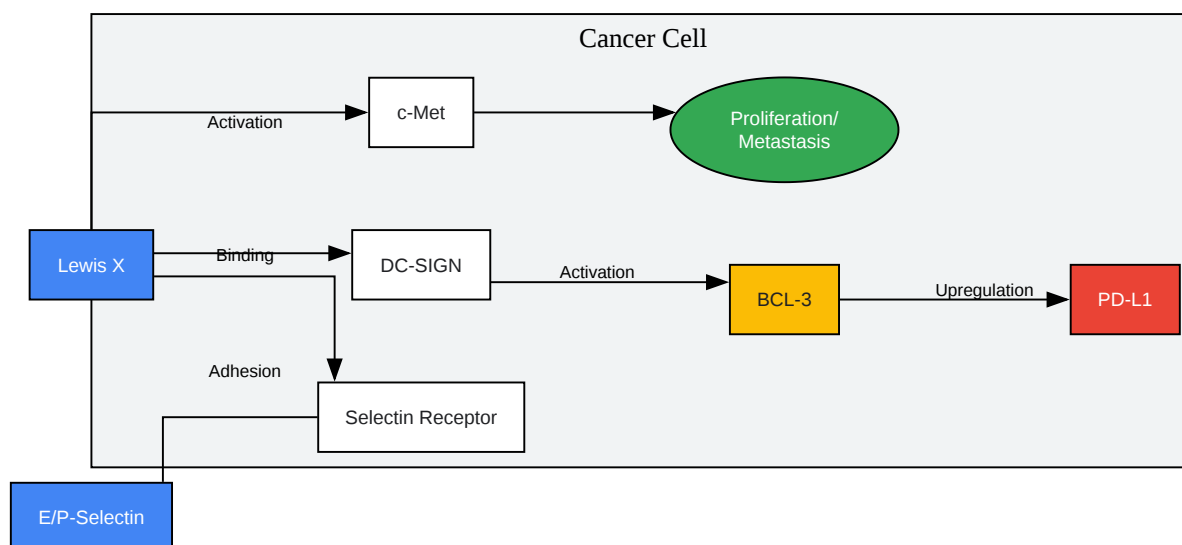 Cancer Cell
c-Met
Proliferation/
Metastasis
Activation
Lewis X
Binding
DC-SIGN
Activation
BCL-3
Upregulation
PD-L1
Adhesion
Selectin Receptor
E/P-Selectin